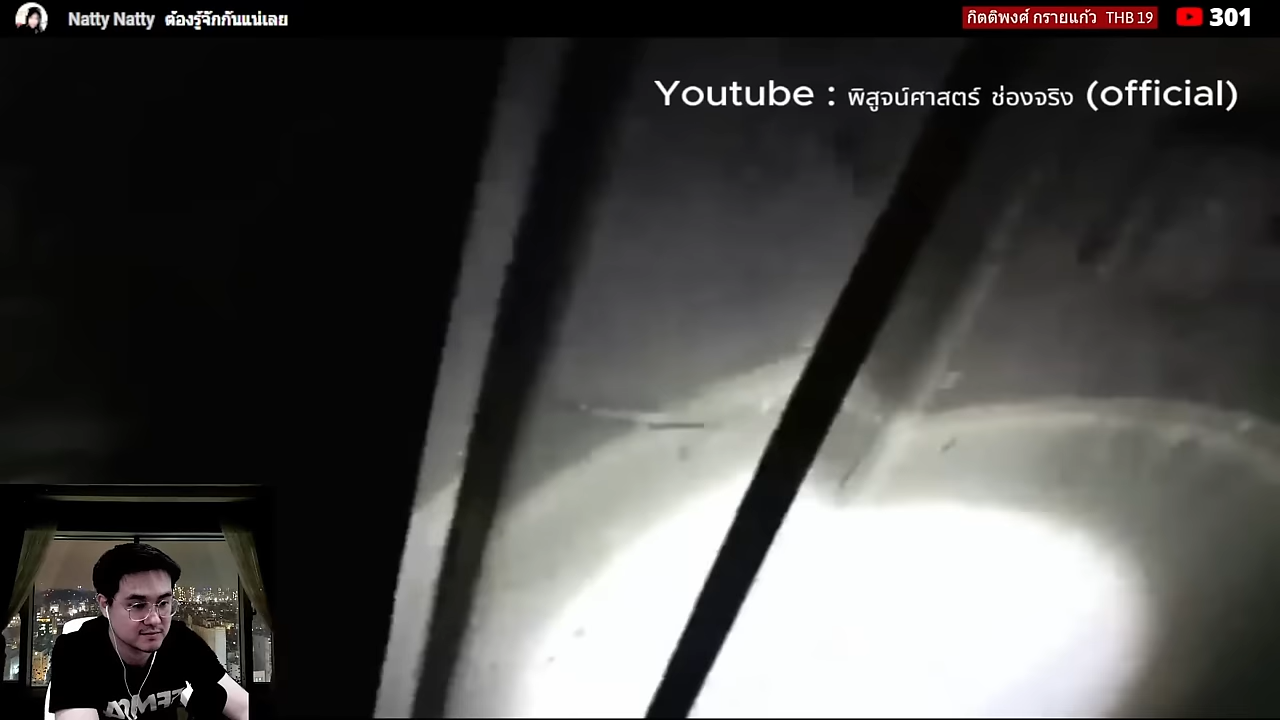 Natty Natty ต้องรู้จักกันแน่เลย
กิตติพงศ์ กรายแก้ว THB 19
301
Youtube : พิสูจน์ศาสตร์ ช่องจริง (official)